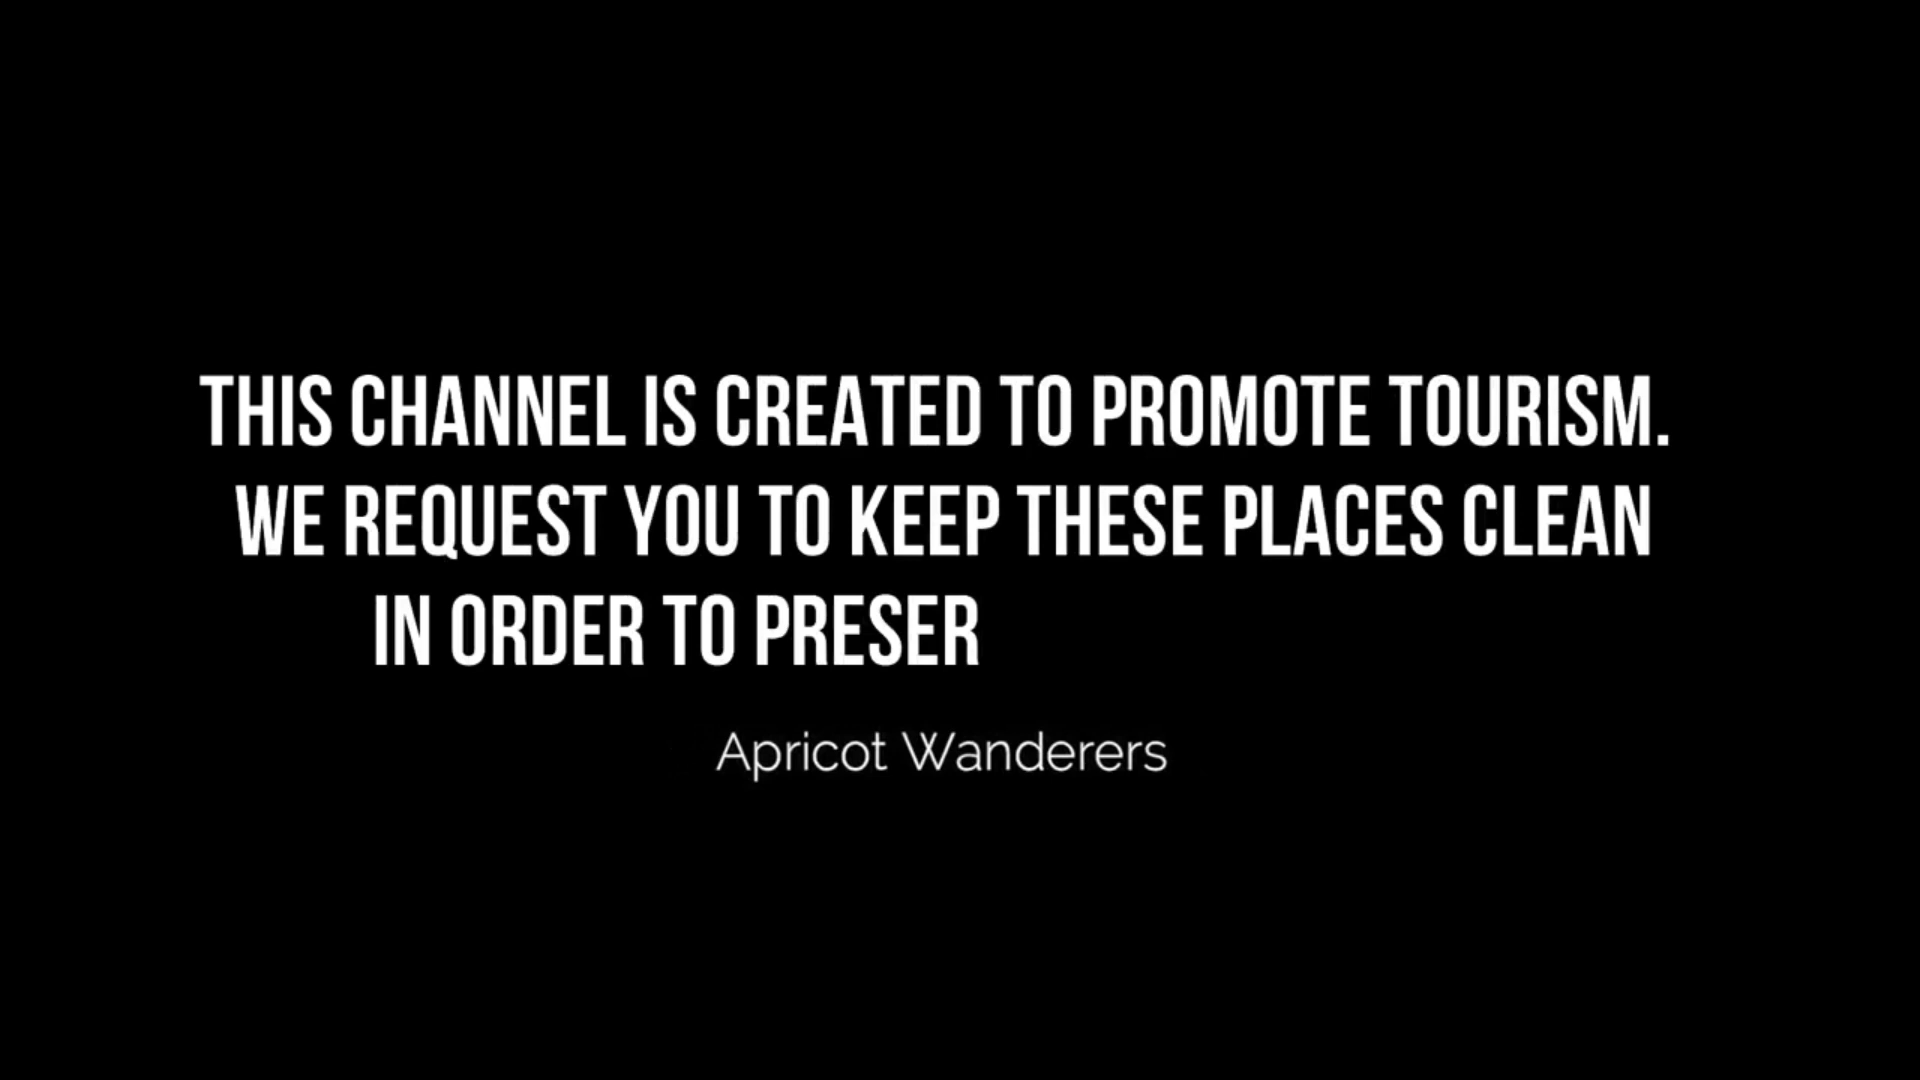 THIS CHANNEL IS CREATED TO PROMOTE TOURISM.
WE REQUEST YOU TO KEEP THESE PLACES CLEAN
IN ORDER TO PRESER
Apricot Wanderers